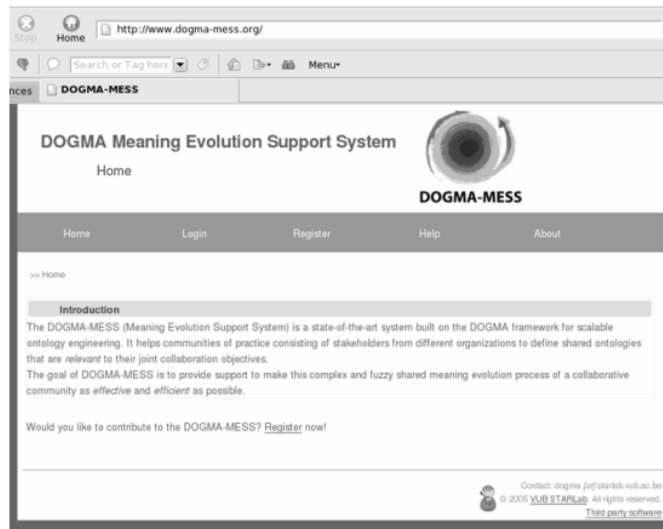 Stop
Home
http://www.dogma-mess.org/
Search or Tag here
Menu
nces
DOGMA-MESS
DOGMA Meaning Evolution Support System
Home
DOGMA-MESS
Home Login Register Help About
>> Home
Introduction
The DOGMA-MESS (Meaning Evolution Support System) is a state-of-the-art system built on the DOGMA framework for scalable
ontology engineering. It helps communities of practice consisting of stakeholders from different organizations to define shared ontologies
that are relevant to their joint collaboration objectives.
The goal of DOGMA-MESS is to provide support to make this complex and fuzzy shared meaning evolution process of a collaborative
community as effective and efficient as possible.
Would you like to contribute to the DOGMA-MESS? Register now!
Contact: dogma [at] starlab.vub.ac.be
© 2005 VUB STARLab. All rights reserved.
Third party software